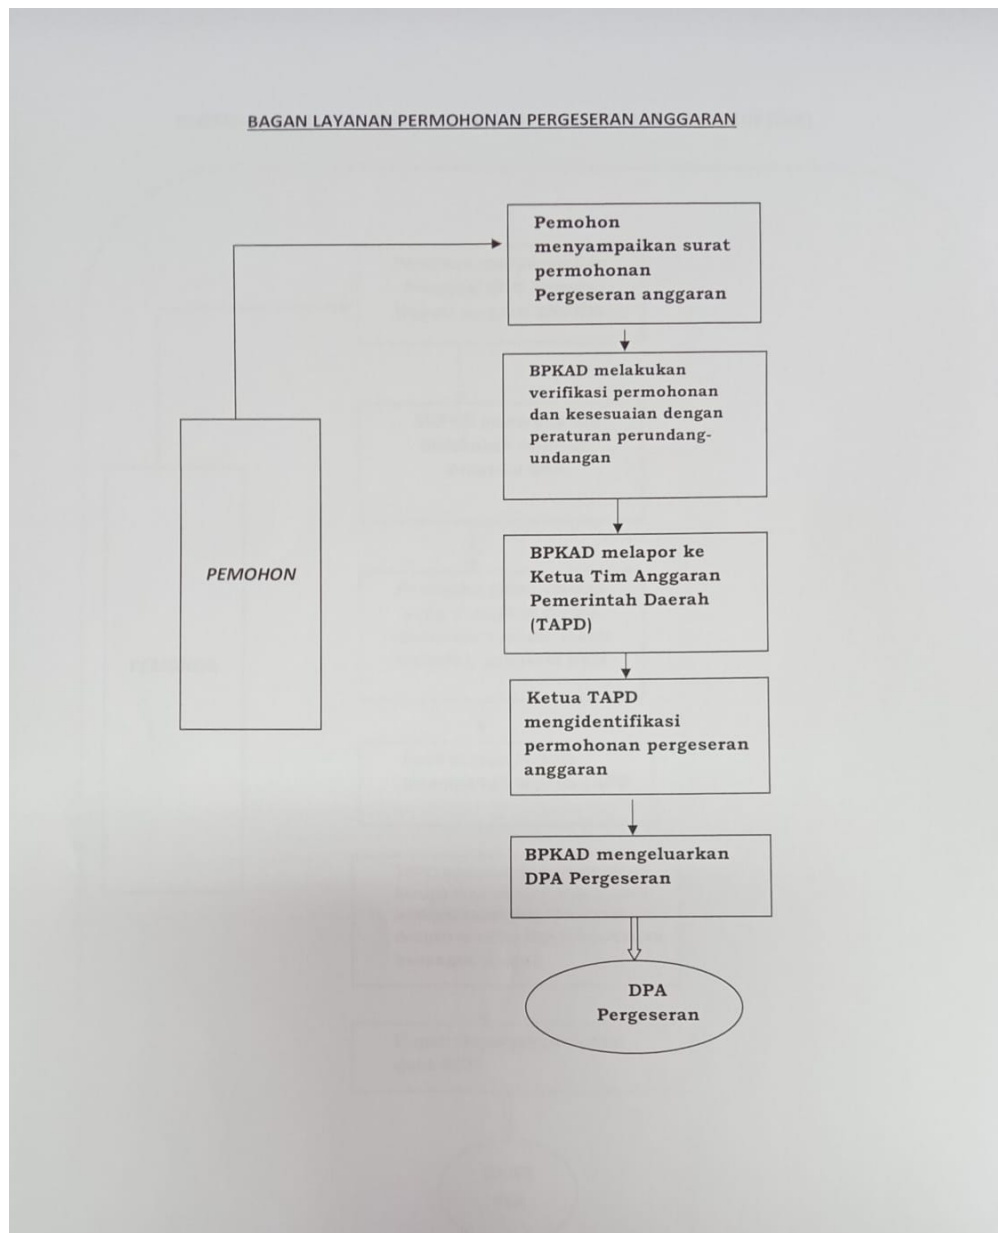 BAGAN LAYANAN PERMOHONAN PERGESERAN ANGGARAN
Pemohon
menyampaikan surat
permohonan
Pergeseran anggaran
BPKAD melakukan
verifikasi permohonan
dan kesesuaian dengan
peraturan perundang-
undangan
PEMOHON
BPKAD melapor ke
Ketua Tim Anggaran
Pemerintah Daerah
(TAPD)
Ketua TAPD
mengidentifikasi
permohonan pergeseran
anggaran
BPKAD mengeluarkan
DPA Pergeseran
DPA
Pergeseran